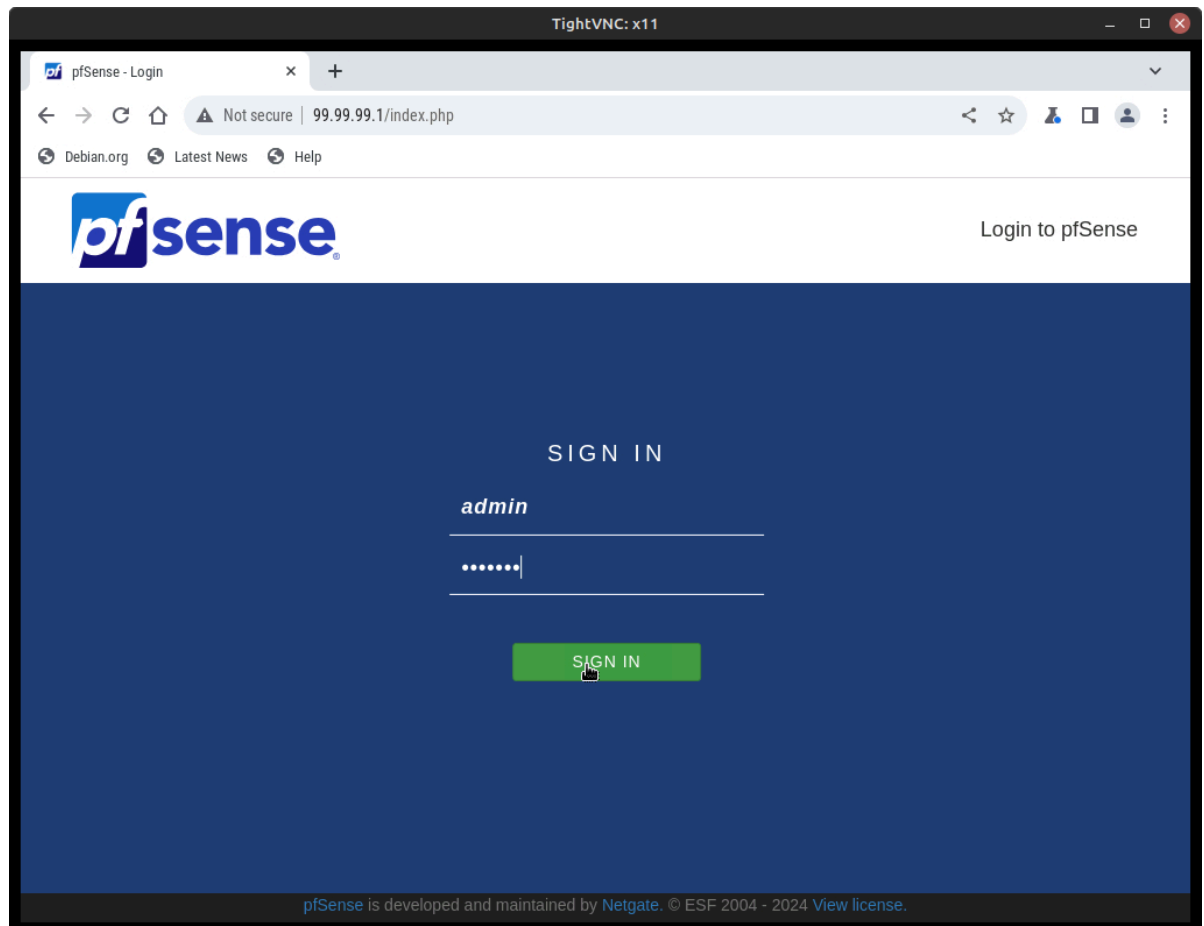 TightVNC: x11
pf pfSense - Login
Not secure | 99.99.99.1/index.php
Debian.org Latest News Help
pfsense®
Login to pfSense
SIGN IN
admin
•••••••
SIGN IN
pfSense is developed and maintained by Netgate. © ESF 2004 - 2024 View license.